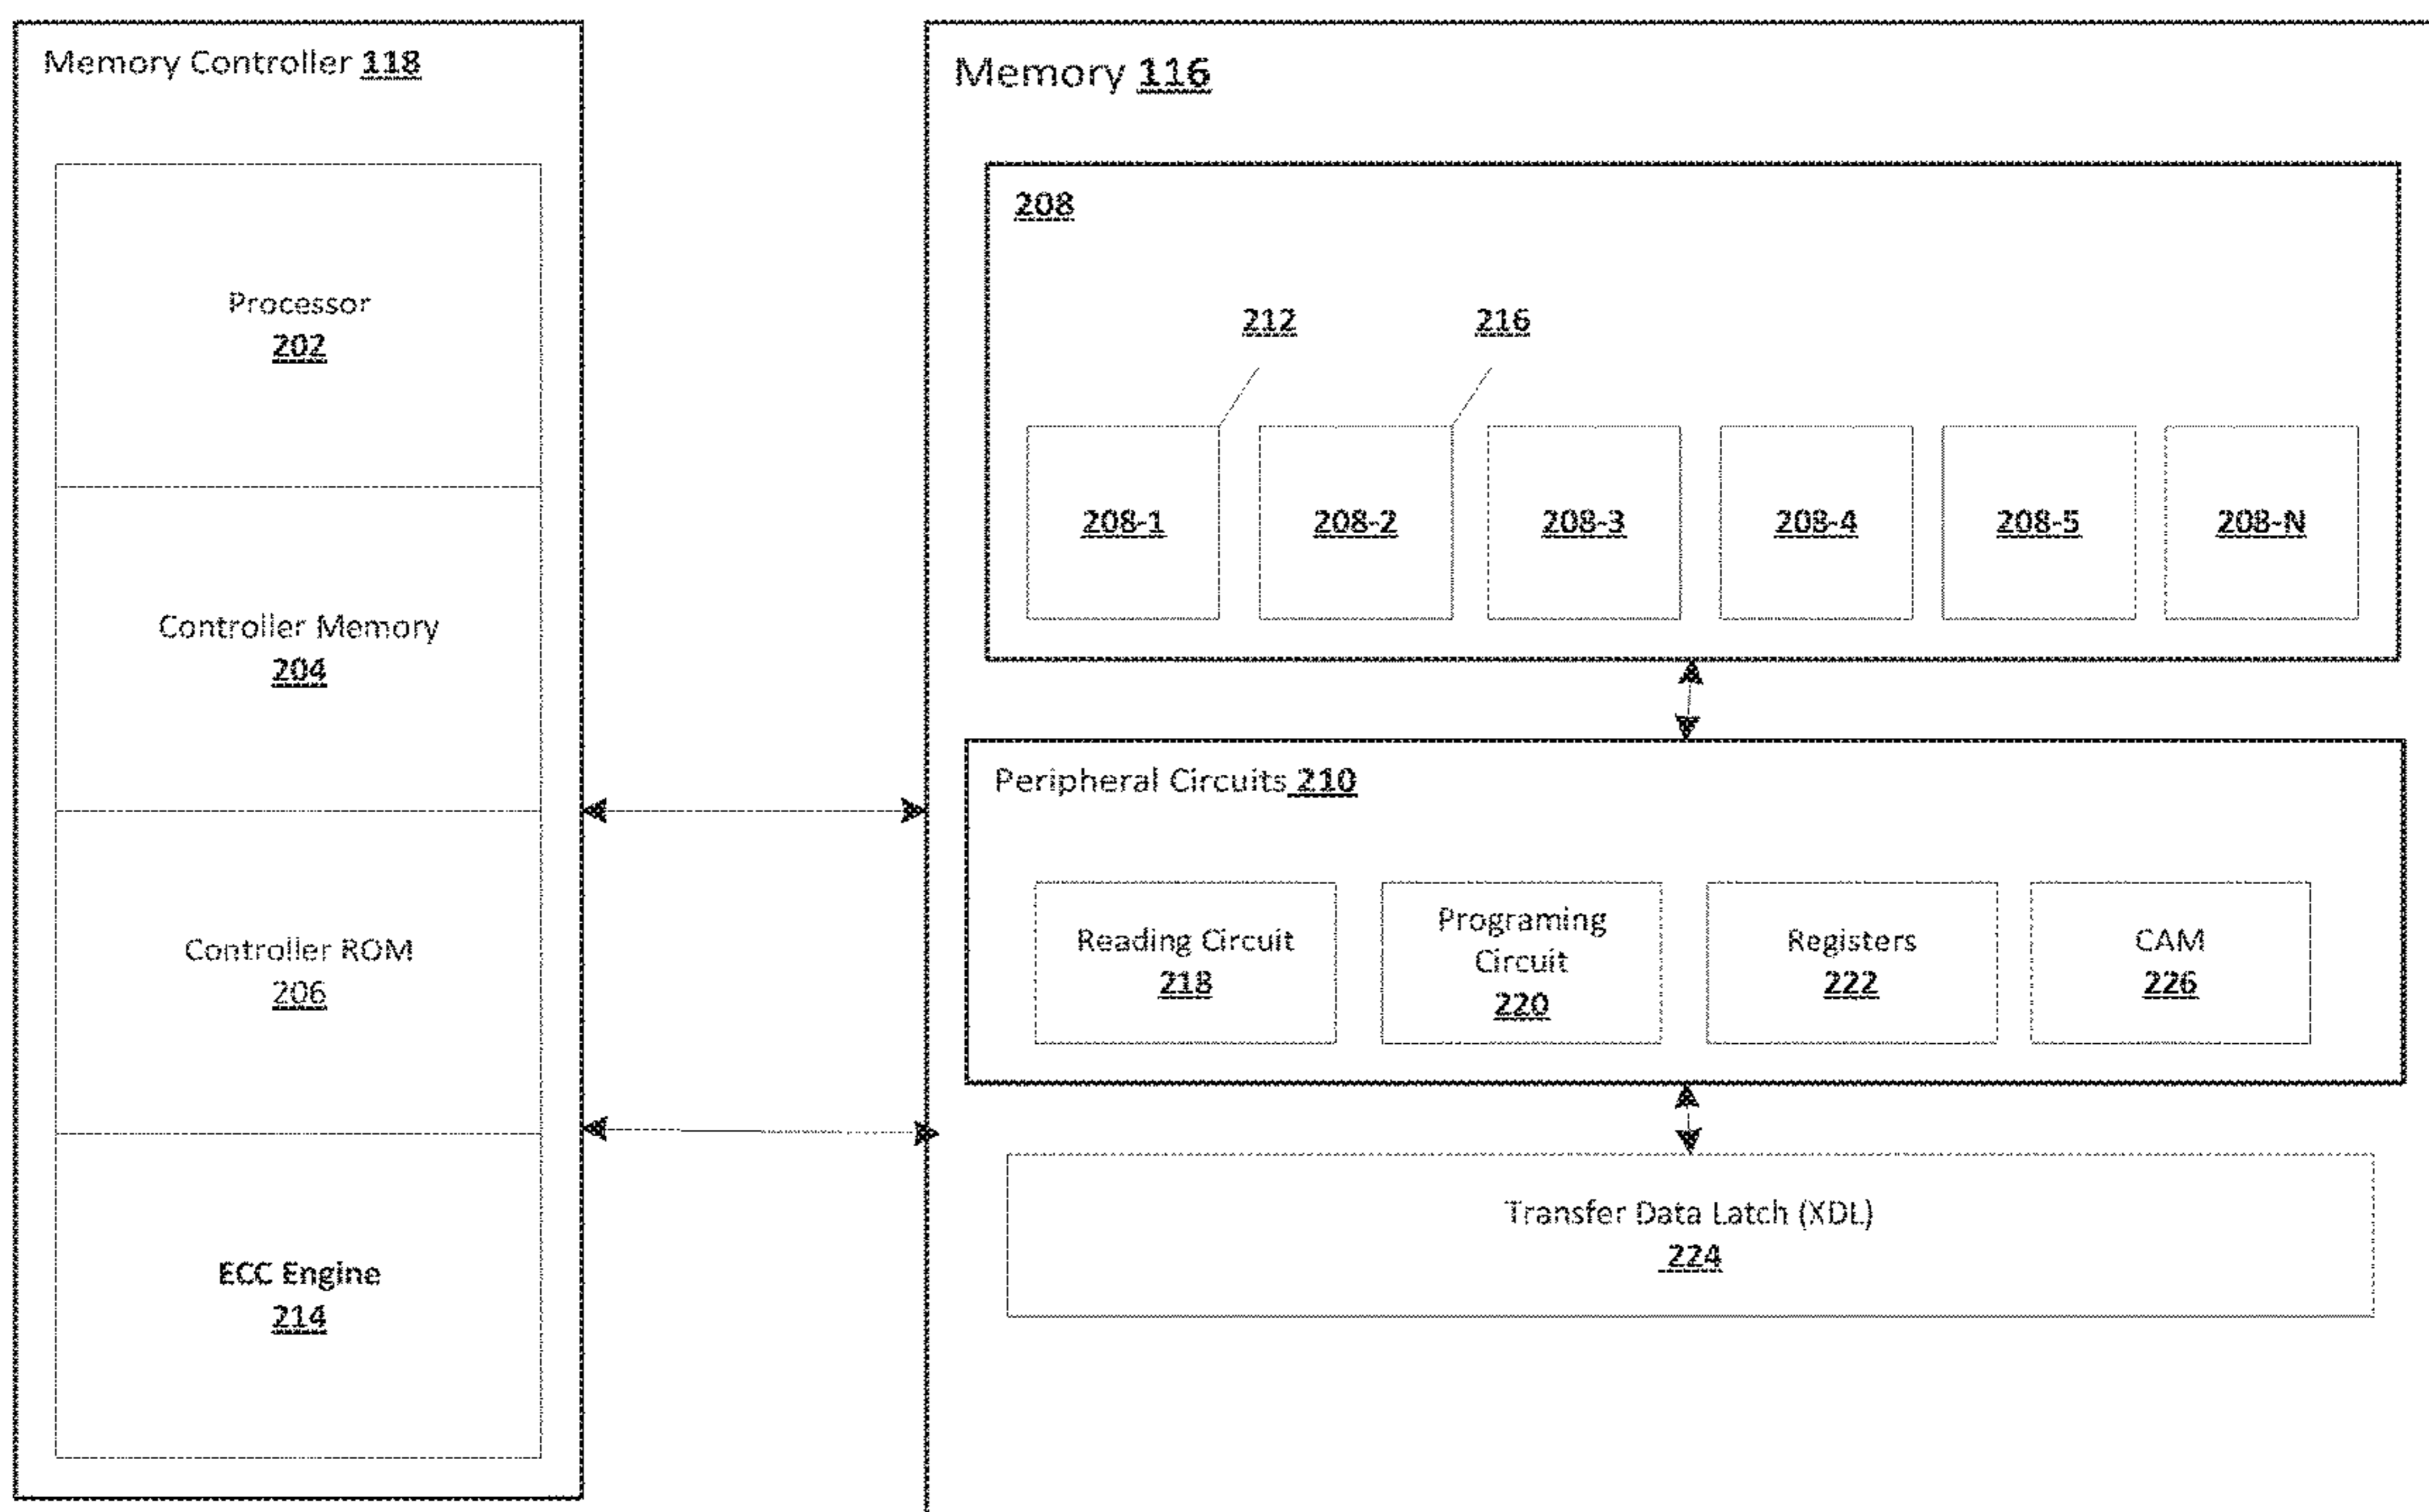 Memory Controller 118
Processor
202
Controller Memory
204
Controller ROM
206
ECC Engine
214
Memory 116
208
212 216
208-1 208-2 208-3 208-4 208-5 208-N
Peripheral Circuits 210
Reading Circuit
218
Programing
Circuit
220
Registers
222
CAM
226
Transfer Data Latch (XDL)
224